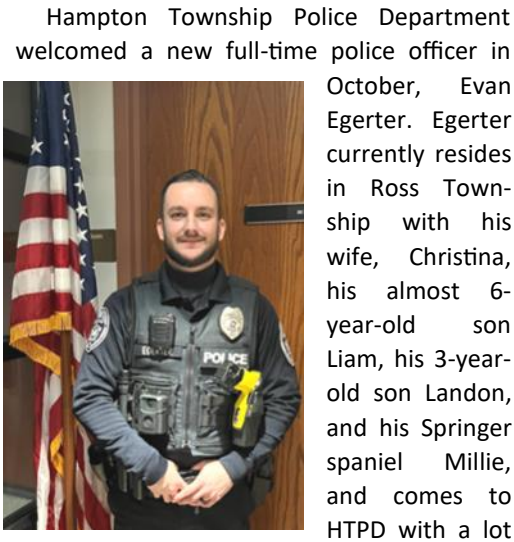 Hampton Township Police Department
welcomed a new full-time police officer in
October, Evan
Egerter. Egerter
currently resides
in Ross Town-
ship with his
wife, Christina,
his almost 6-
year-old son
Liam, his 3-year-
old son Landon,
and his Springer
spaniel Millie,
and comes to
HTPD with a lot
POLICE